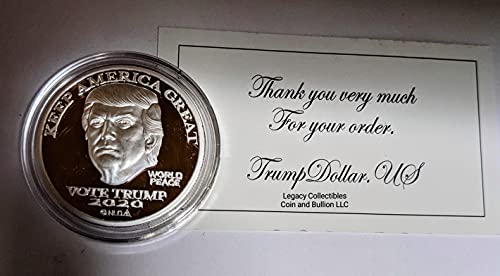 KEEP AMERICA GREAT
WORLD
PEACE
VOTE TRUMP
2020
Thank you very much
For your order.
TrumpDollar.US
Legacy Collectibles
Coin and Bullion LLC